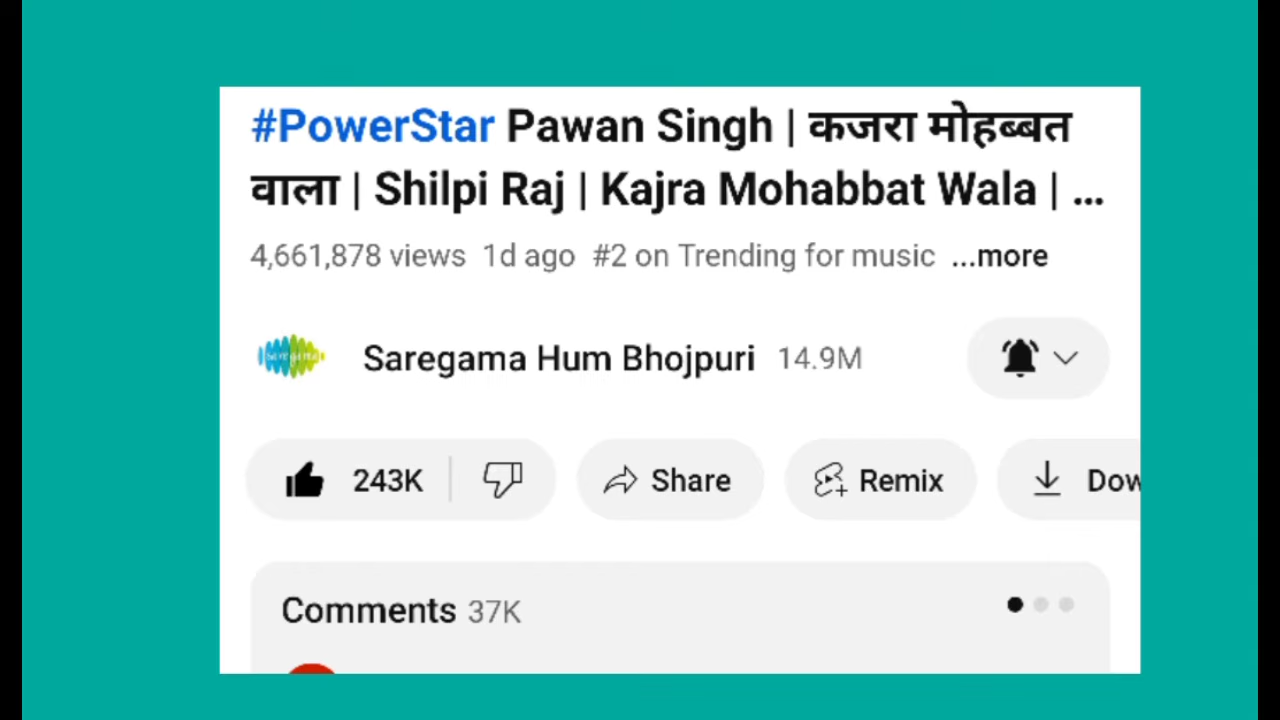 #PowerStar Pawan Singh | कजरा मोहब्बत
वाला | Shilpi Raj | Kajra Mohabbat Wala | ...
4,661,878 views 1d ago #2 on Trending for music ...more
Saregama Hum Bhojpuri 14.9M
243K Share Remix Dow
Comments 37K